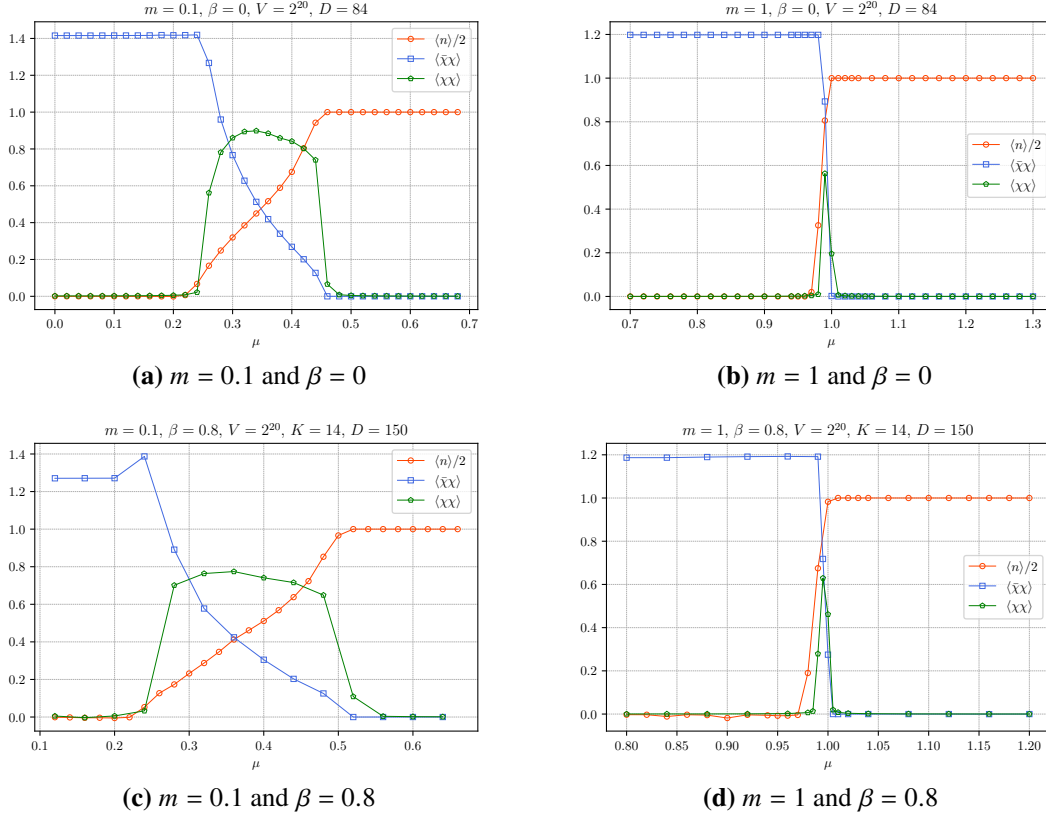 m = 0.1, β = 0, V = 2²⁰, D = 84
1.4
1.2
1.0
0.8
0.6
0.4
0.2
0.0
⟨n⟩/2
⟨χ̄χ⟩
⟨χχ⟩
0.0 0.1 0.2 0.3 0.4 0.5 0.6 0.7
μ
(a) m = 0.1 and β = 0
m = 1, β = 0, V = 2²⁰, D = 84
1.2
1.0
0.8
0.6
0.4
0.2
0.0
⟨n⟩/2
⟨χ̄χ⟩
⟨χχ⟩
0.7 0.8 0.9 1.0 1.1 1.2 1.3
μ
(b) m = 1 and β = 0
m = 0.1, β = 0.8, V = 2²⁰, K = 14, D = 150
1.4
1.2
1.0
0.8
0.6
0.4
0.2
0.0
⟨n⟩/2
⟨χ̄χ⟩
⟨χχ⟩
0.1 0.2 0.3 0.4 0.5 0.6
μ
(c) m = 0.1 and β = 0.8
m = 1, β = 0.8, V = 2²⁰, K = 14, D = 150
1.2
1.0
0.8
0.6
0.4
0.2
0.0
⟨n⟩/2
⟨χ̄χ⟩
⟨χχ⟩
0.80 0.85 0.90 0.95 1.00 1.05 1.10 1.15 1.20
μ
(d) m = 1 and β = 0.8